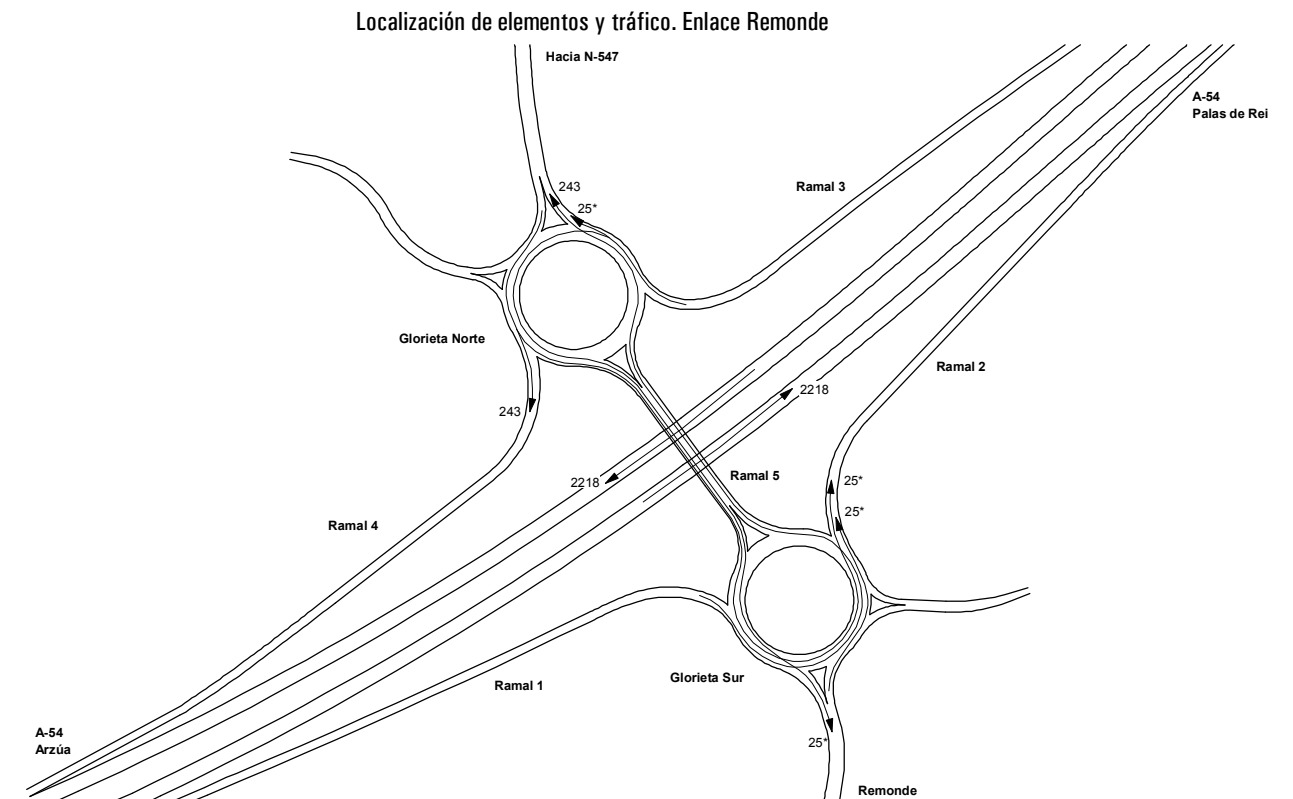 Localización de elementos y tráfico. Enlace Remonde
Hacia N-547
A-54
Palas de Rei
Ramal 3
243
25*
Glorieta Norte
Ramal 2
2218
243
2218
Ramal 5
25*
25*
Ramal 4
Glorieta Sur
Ramal 1
A-54
Arzúa
25*
Remonde